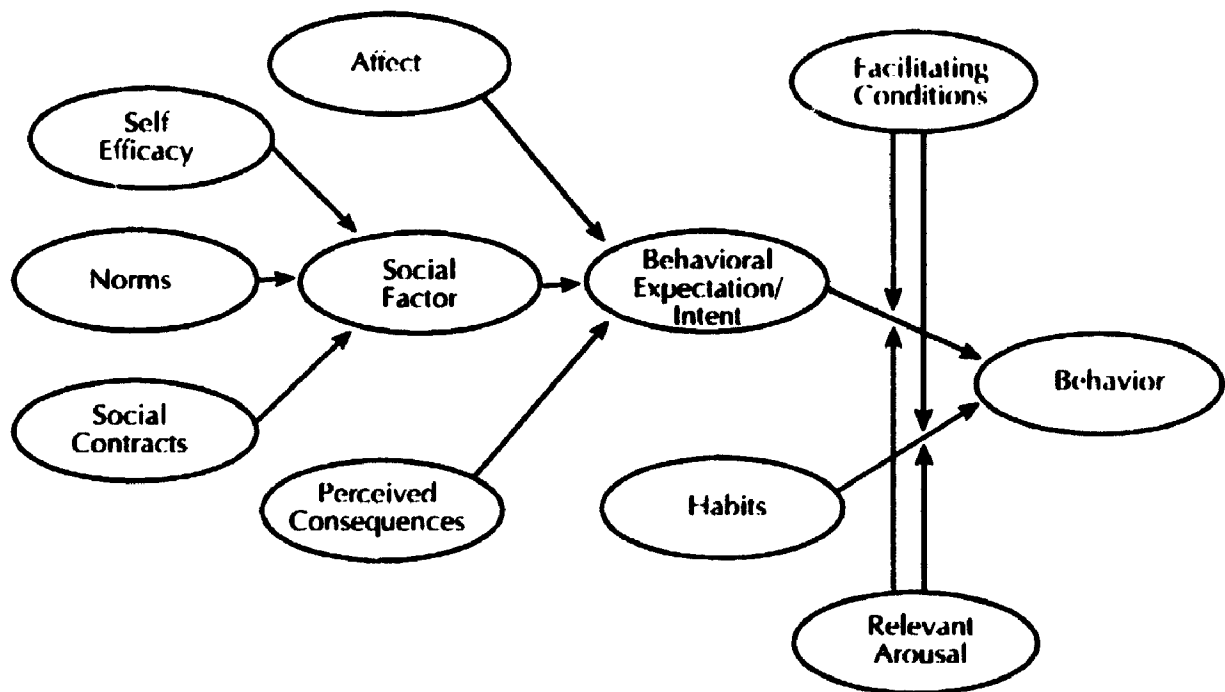 Affect
Facilitating
Conditions
Self
Efficacy
Norms
Social
Factor
Behavioral
Expectation/
Intent
Behavior
Social
Contracts
Perceived
Consequences
Habits
Relevant
Arousal